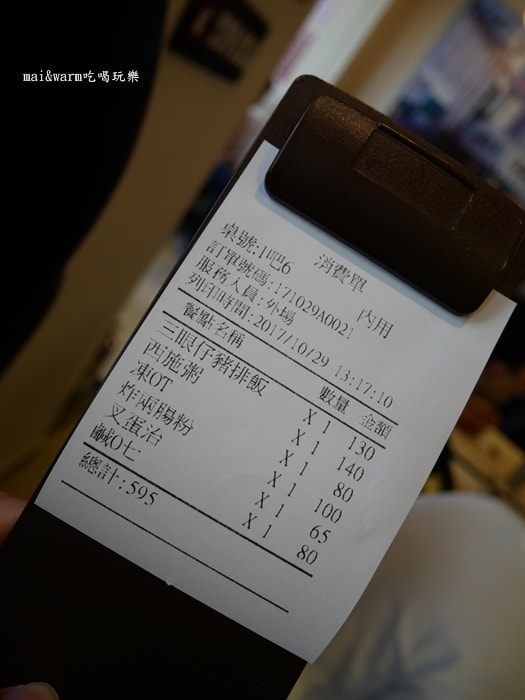 mai&warm吃喝玩樂
消費單
桌號:1吧6 內用
訂單號碼:171029A0021
服務人員:外場
列印時間:2017/10/29 13:17:10
餐點名稱 數量 金額
三眼仔豬排飯 X 1 130
西施粥 X 1 140
凍OT X 1 80
炸兩腸粉 X 1 100
叉蛋治 X 1 65
鹹0七 X 1 80
總計:595